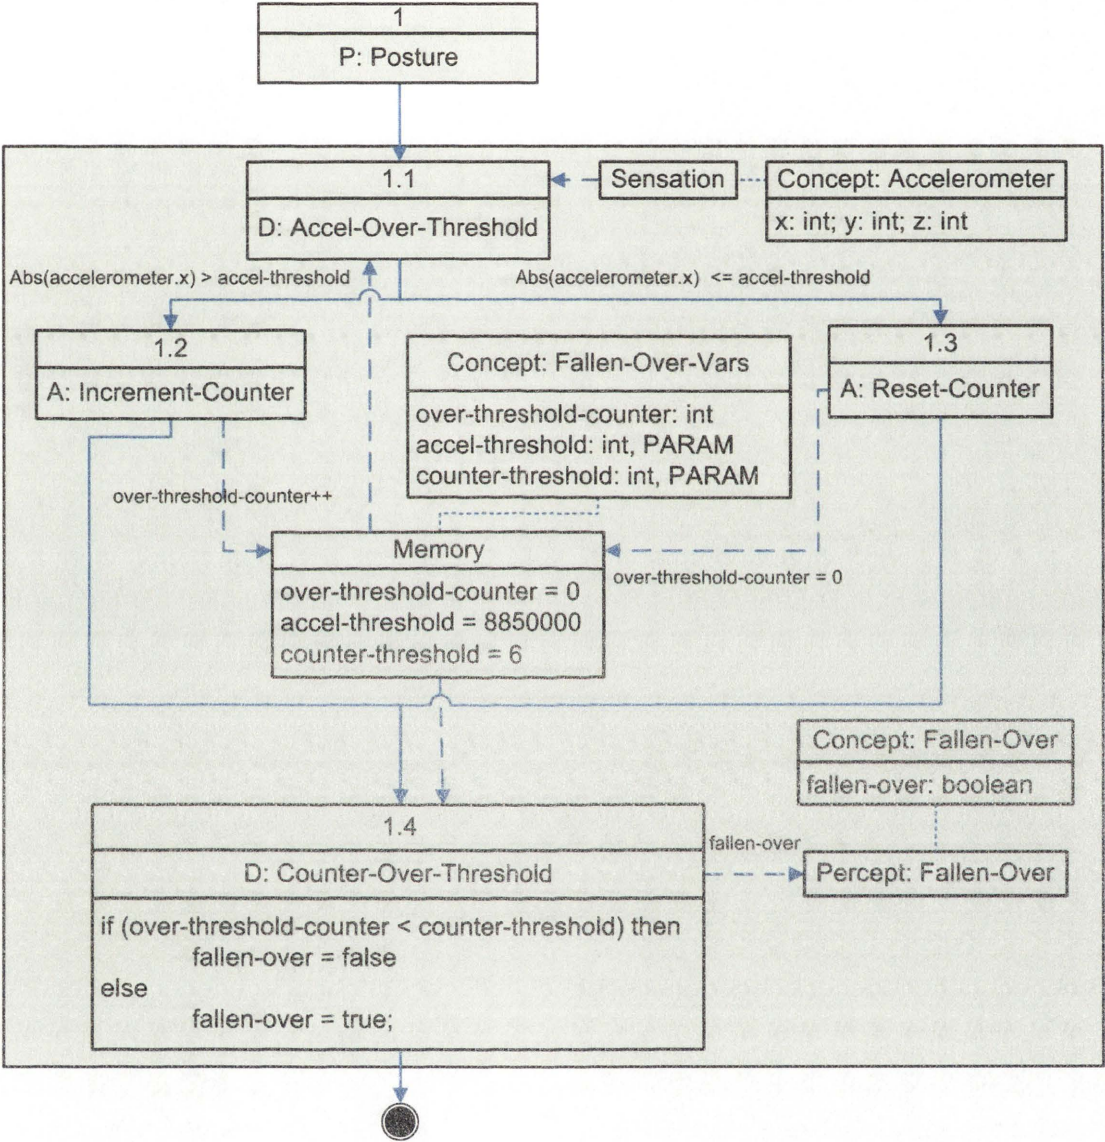 1
P: Posture
1.1
D: Accel-Over-Threshold
Sensation
Concept: Accelerometer
x: int; y: int; z: int
Abs(accelerometer.x) > accel-threshold
Abs(accelerometer.x) <= accel-threshold
1.2
A: Increment-Counter
Concept: Fallen-Over-Vars
over-threshold-counter: int
accel-threshold: int, PARAM
counter-threshold: int, PARAM
1.3
A: Reset-Counter
over-threshold-counter++
Memory
over-threshold-counter = 0
accel-threshold = 8850000
counter-threshold = 6
over-threshold-counter = 0
Concept: Fallen-Over
fallen-over: boolean
1.4
D: Counter-Over-Threshold
if (over-threshold-counter < counter-threshold) then
fallen-over = false
else
fallen-over = true;
fallen-over
Percept: Fallen-Over